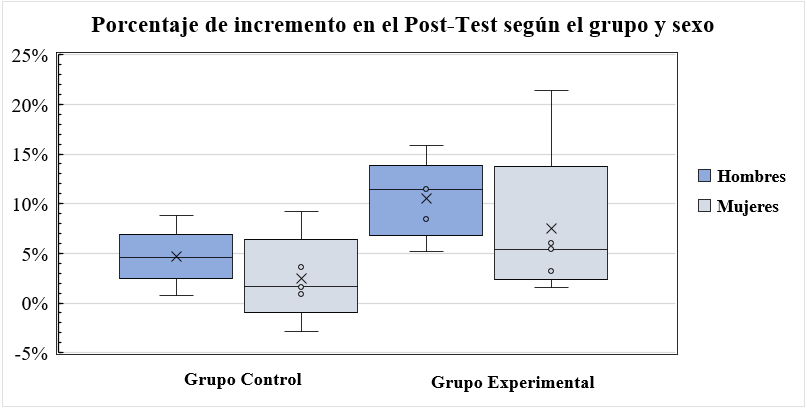 Porcentaje de incremento en el Post-Test según el grupo y sexo
25%
20%
15%
10%
5%
0%
-5%
Grupo Control
Grupo Experimental
Hombres
Mujeres